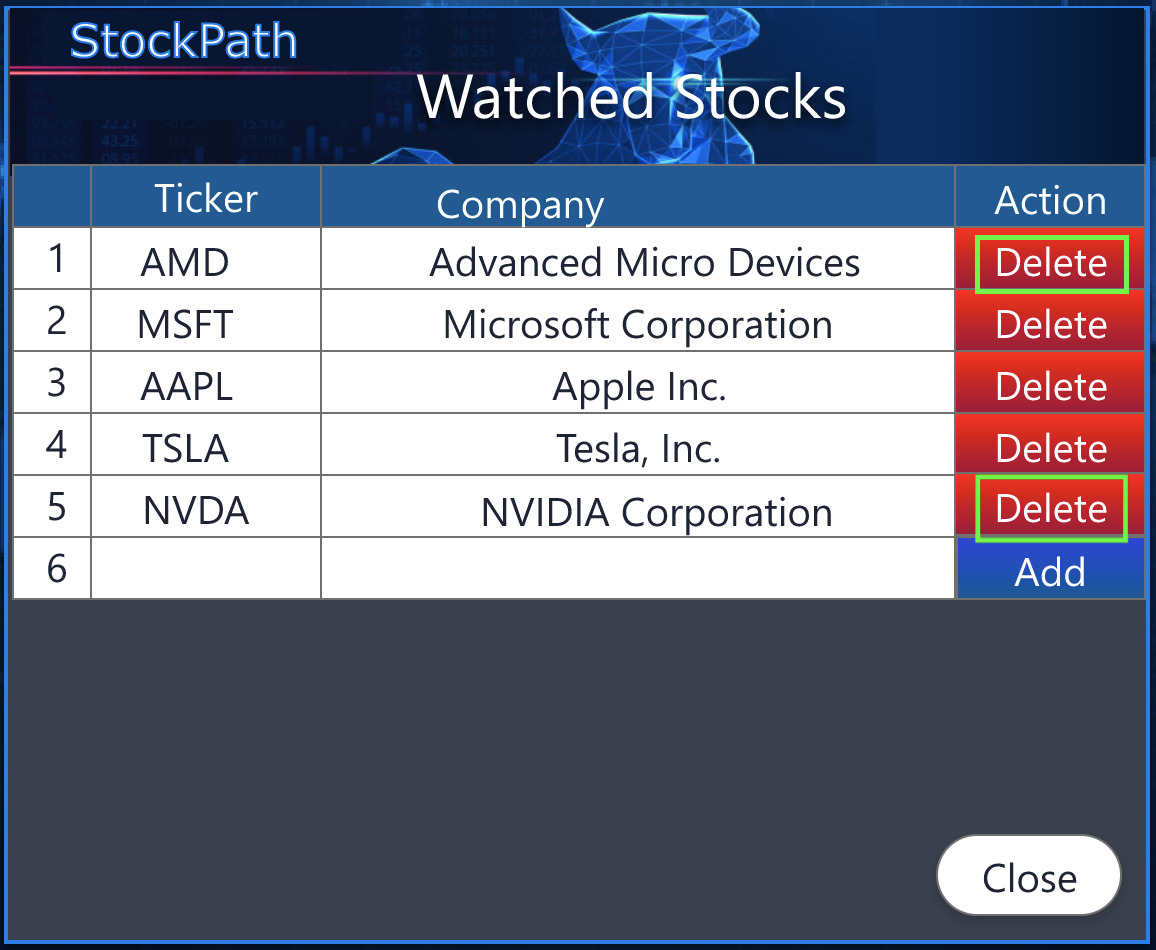 StockPath
Watched Stocks
Ticker Company Action
1 AMD Advanced Micro Devices Delete
2 MSFT Microsoft Corporation Delete
3 AAPL Apple Inc. Delete
4 TSLA Tesla, Inc. Delete
5 NVDA NVIDIA Corporation Delete
6 Add
Close